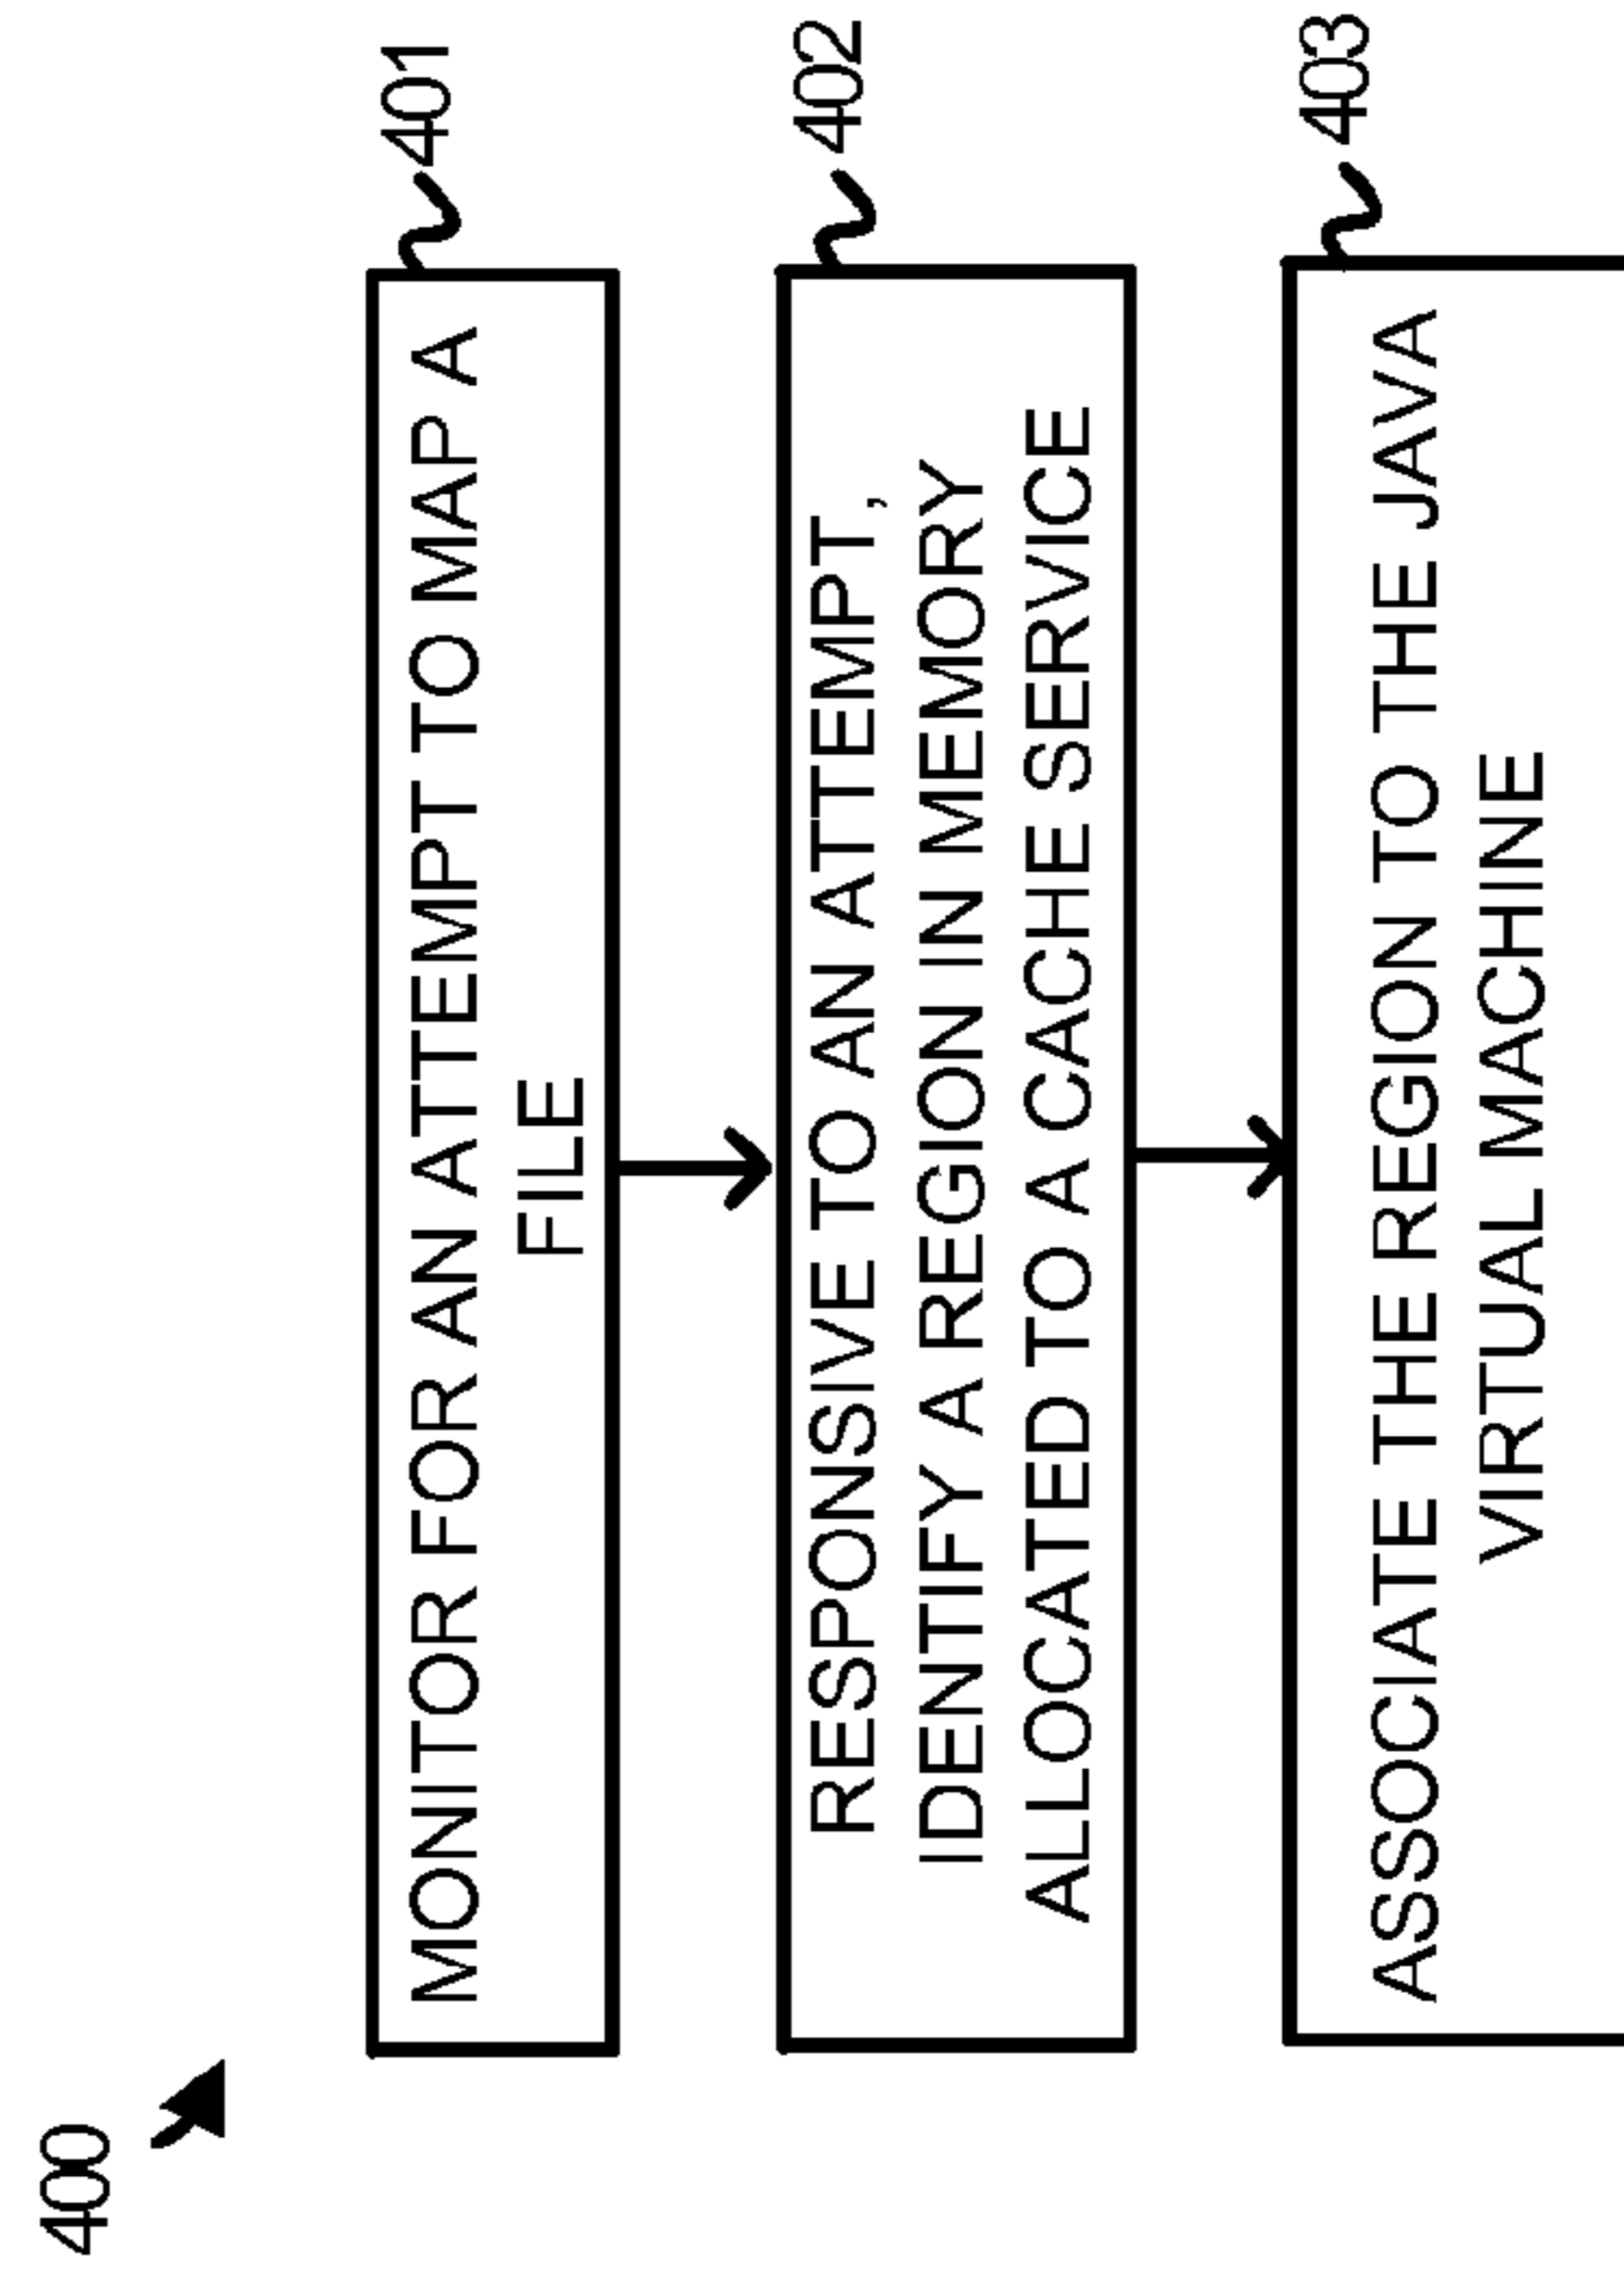 400
401
MONITOR FOR AN ATTEMPT TO MAP A
FILE
402
RESPONSIVE TO AN ATTEMPT,
IDENTIFY A REGION IN MEMORY
ALLOCATED TO A CACHE SERVICE
403
ASSOCIATE THE REGION TO THE JAVA
VIRTUAL MACHINE